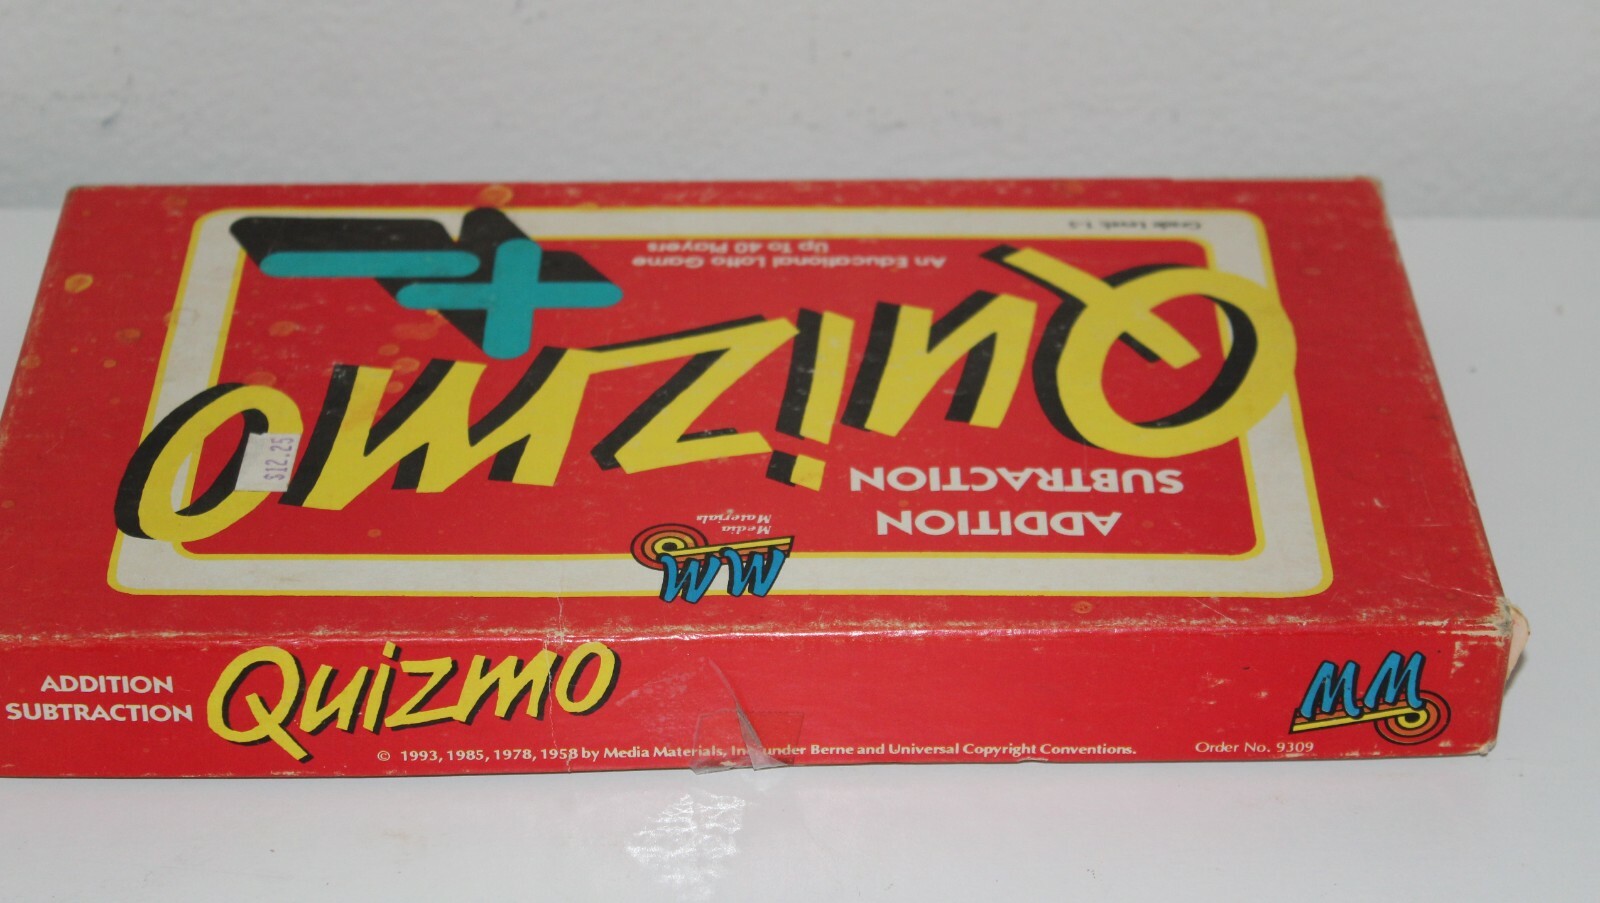 Grade Level: 1-4
An Educational Lotto Game
Up To 40 Players
Quizmo
$12.25
SUBTRACTION
ADDITION
Media
Materials
MM
ADDITION
SUBTRACTION
Quizmo
MM
© 1993, 1985, 1978, 1958 by Media Materials, Inc. under Berne and Universal Copyright Conventions.
Order No. 9309